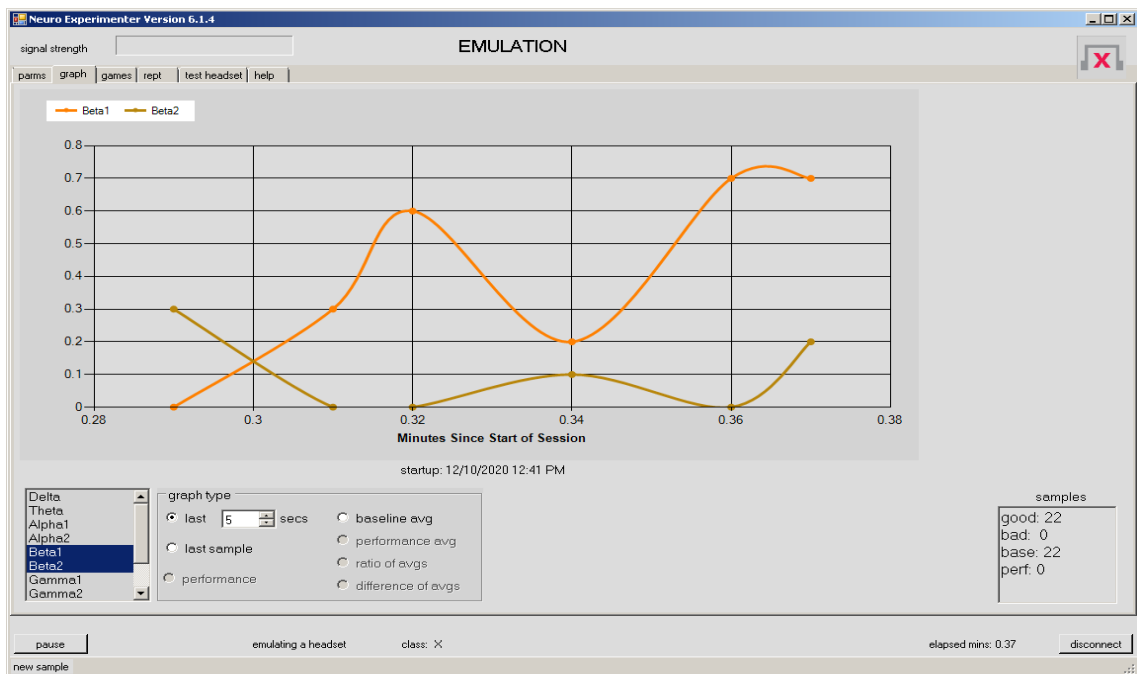 Neuro Experimenter Version 6.1.4
signal strength
EMULATION
X
parms graph games rept test headset help
Beta1 Beta2
0.8
0.7
0.6
0.5
0.4
0.3
0.2
0.1
0
0.28 0.3 0.32 0.34 0.36 0.38
Minutes Since Start of Session
startup: 12/10/2020 12:41 PM
Delta
Theta
Alpha1
Alpha2
Beta1
Beta2
Gamma1
Gamma2
graph type
last 5 secs
last sample
performance
baseline avg
performance avg
ratio of avgs
difference of avgs
samples
good: 22
bad: 0
base: 22
perf: 0
pause emulating a headset class: X elapsed mins: 0.37 disconnect
new sample